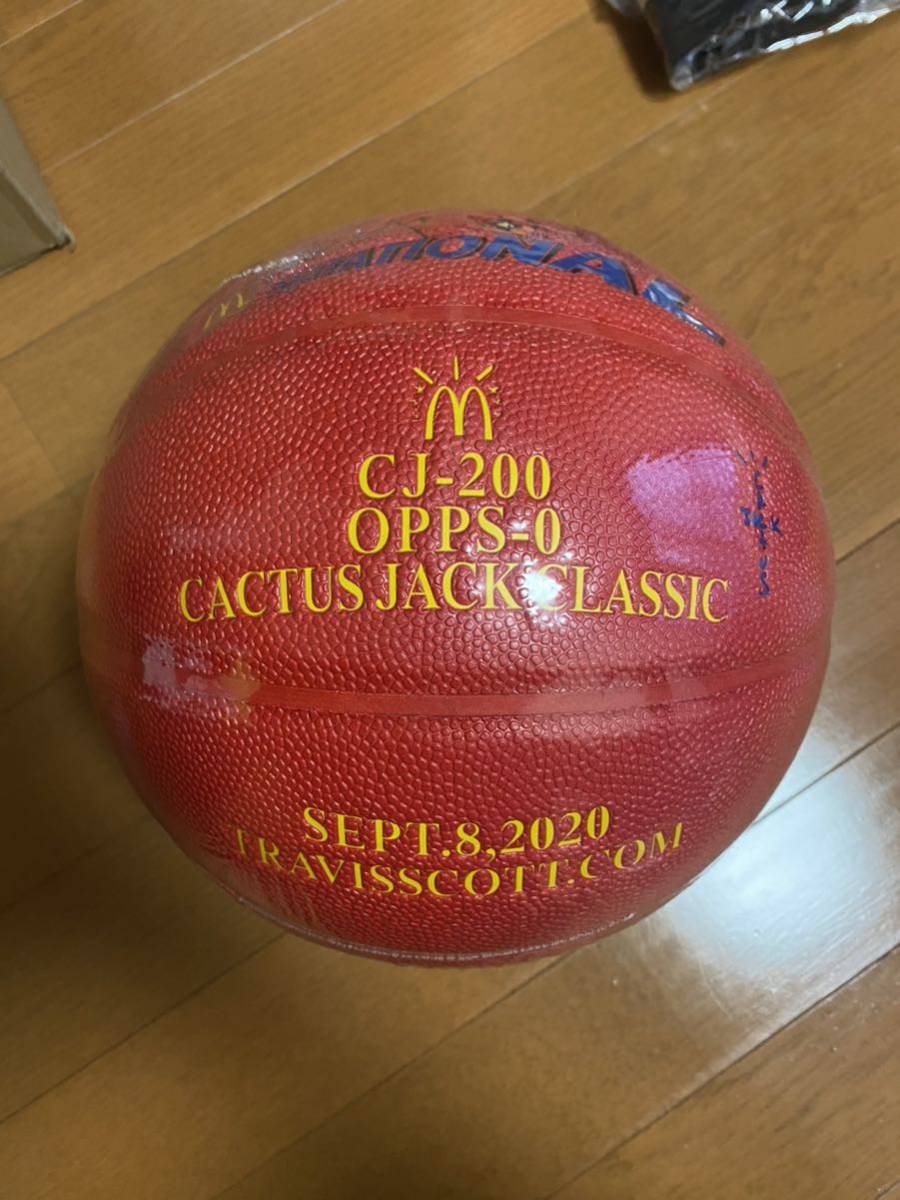 CJ-200
OPPS-0
CACTUS JACK CLASSIC
SEPT.8,2020
TRAVISSCOTT.COM